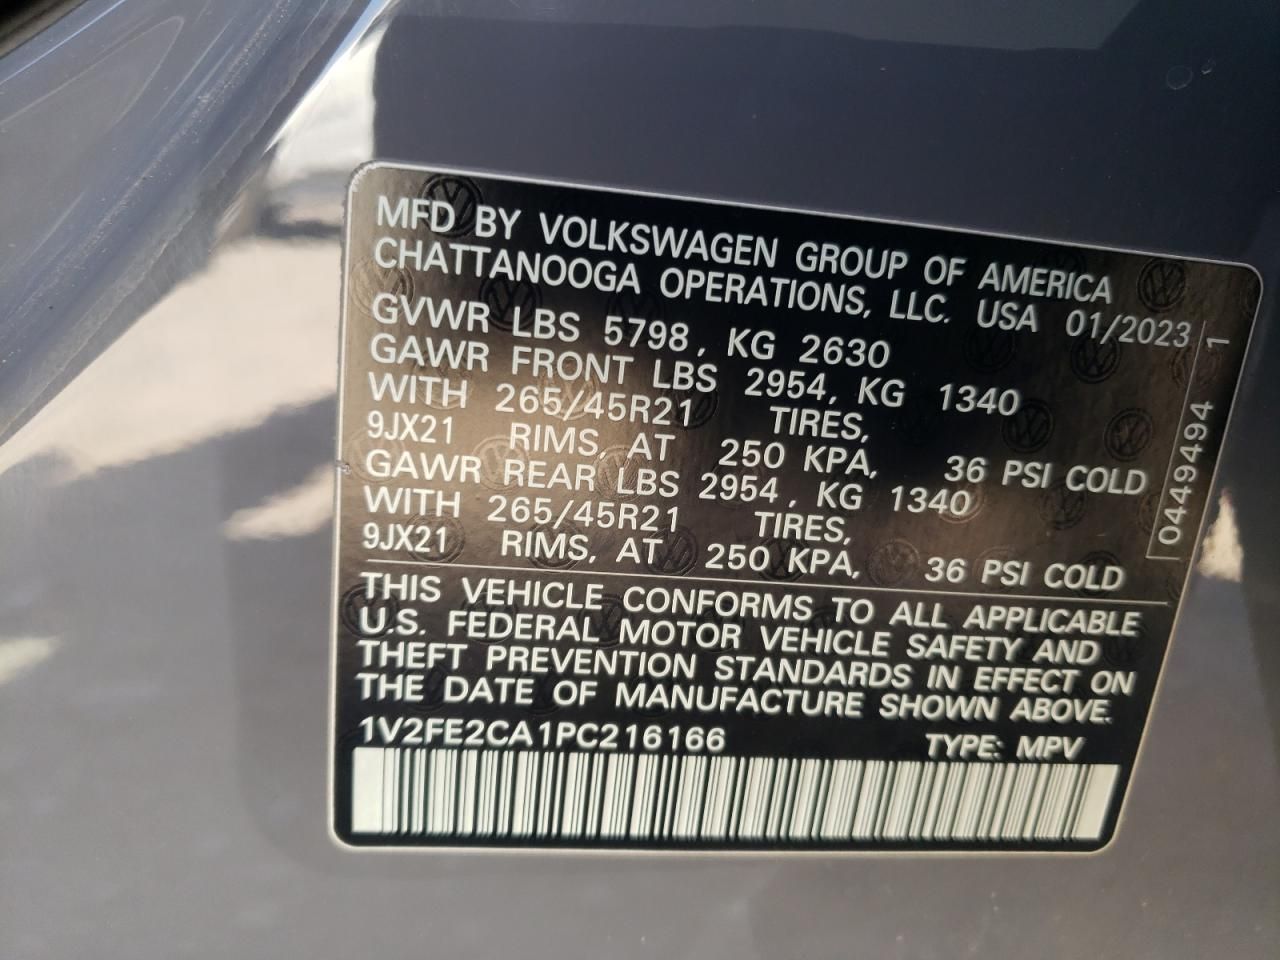 MFD BY VOLKSWAGEN GROUP OF AMERICA
CHATTANOOGA OPERATIONS, LLC. USA 01/2023
GVWR LBS 5798, KG 2630
GAWR FRONT LBS 2954, KG 1340
WITH 265/45R21 TIRES,
9JX21 RIMS, AT 250 KPA, 36 PSI COLD
GAWR REAR LBS 2954, KG 1340
WITH 265/45R21 TIRES,
9JX21 RIMS, AT 250 KPA, 36 PSI COLD
THIS VEHICLE CONFORMS TO ALL APPLICABLE
U.S. FEDERAL MOTOR VEHICLE SAFETY AND
THEFT PREVENTION STANDARDS IN EFFECT ON
THE DATE OF MANUFACTURE SHOWN ABOVE.
1V2FE2CA1PC216166 TYPE: MPV
0449494 1